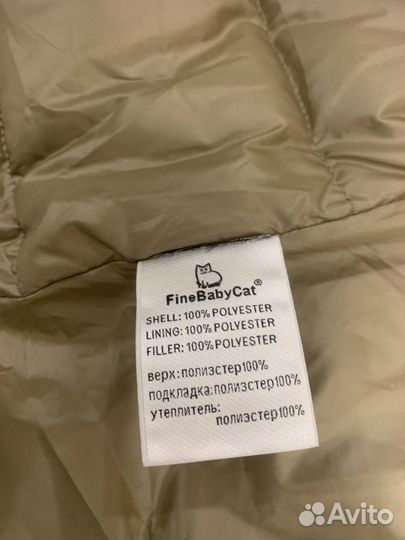 FineBabyCat®
SHELL: 100% POLYESTER
LINING: 100% POLYESTER
FILLER: 100% POLYESTER
верх:полиэстер100%
подкладка:полиэстер100%
утеплитель:
полиэстер100%
Avito